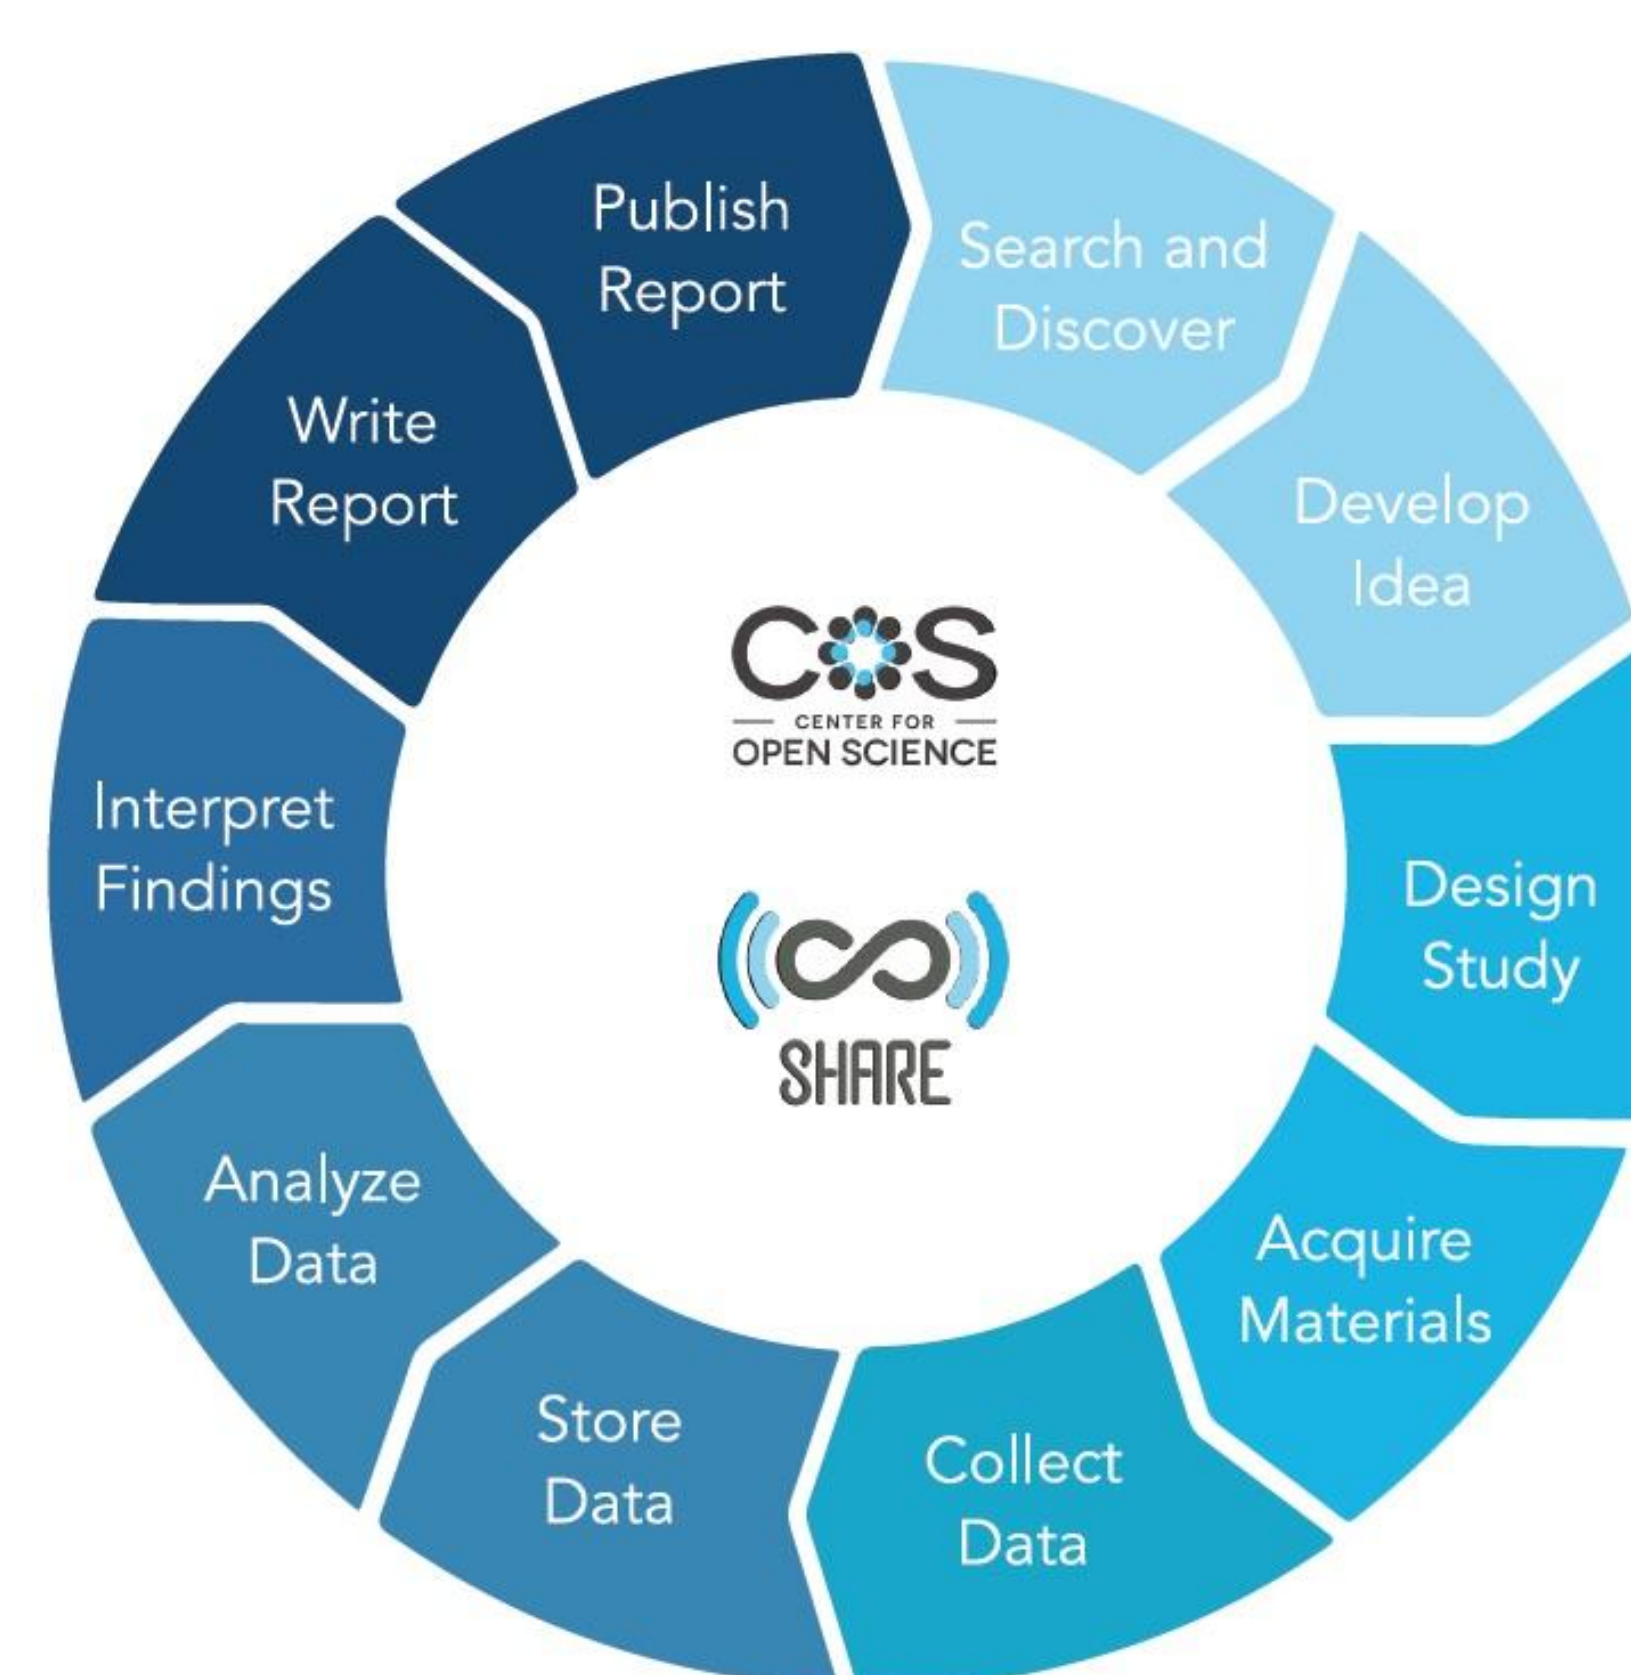 Publish
Report
Search and
Discover
Develop
Idea
Design
Study
Acquire
Materials
Collect
Data
Store
Data
Analyze
Data
Interpret
Findings
Write
Report
COS
CENTER FOR
OPEN SCIENCE
SHARE